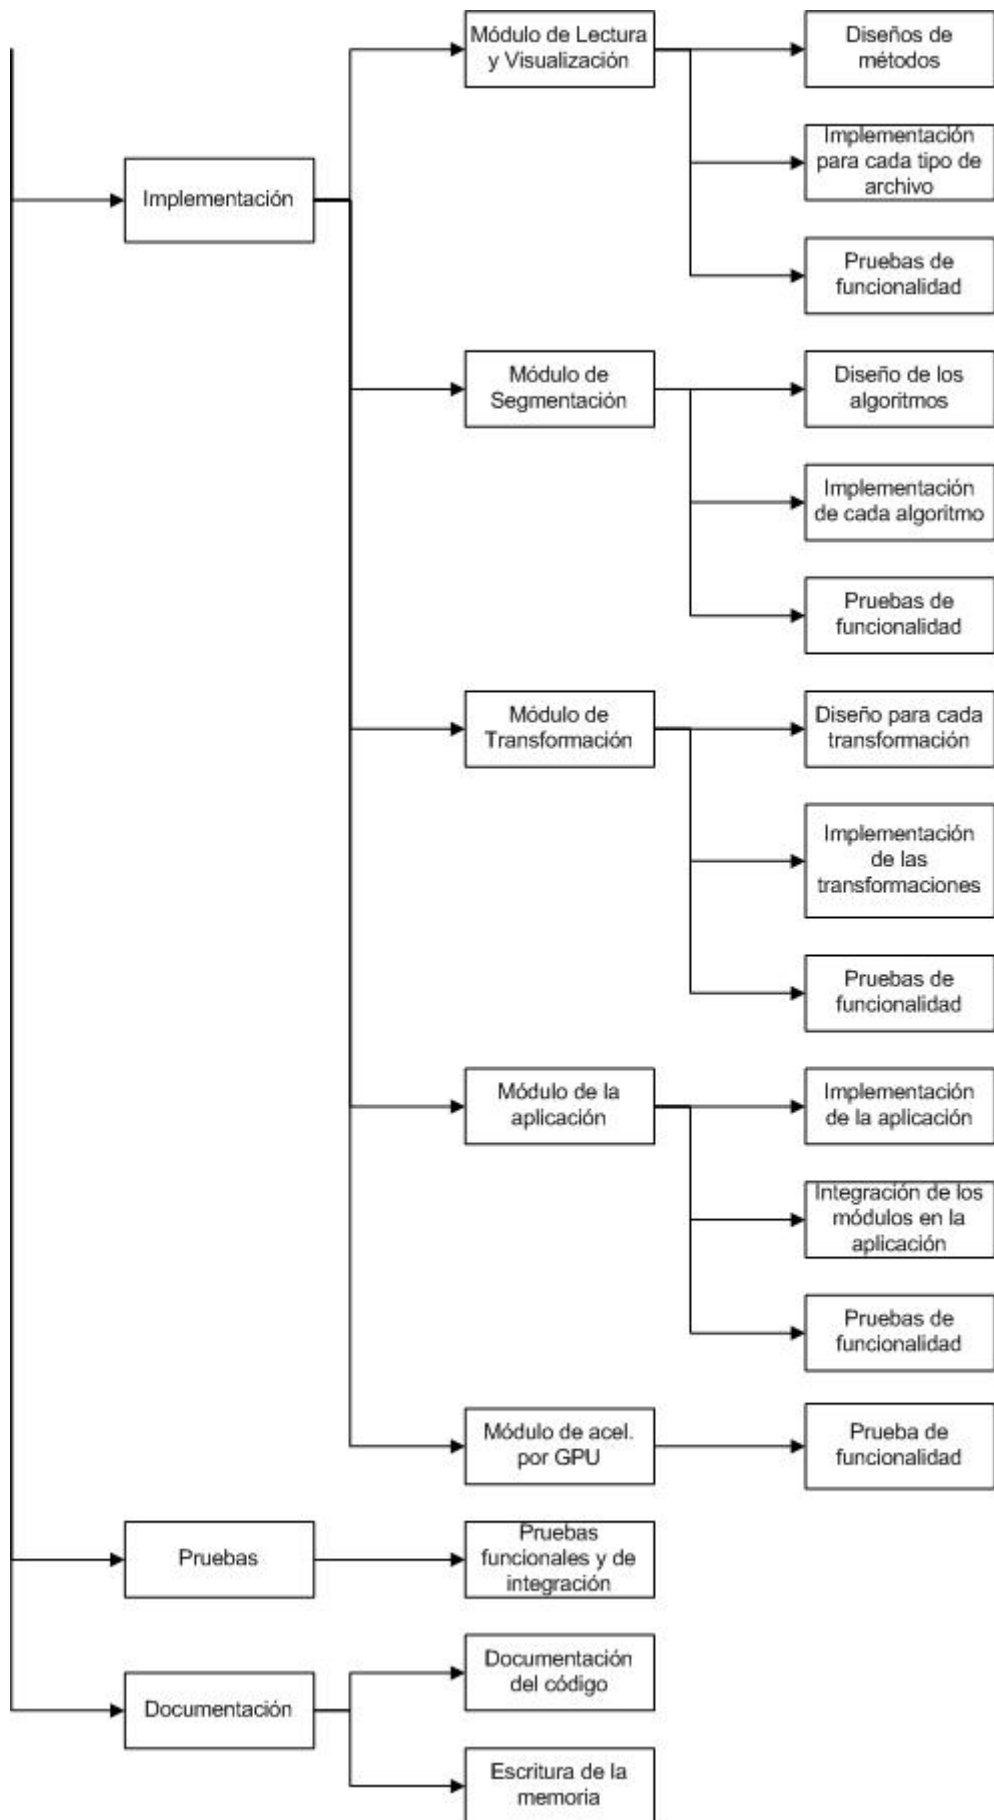 Módulo de Lectura
y Visualización
Diseños de
métodos
Implementación
para cada tipo de
archivo
Implementación
Pruebas de
funcionalidad
Módulo de
Segmentación
Diseño de los
algoritmos
Implementación
de cada algoritmo
Pruebas de
funcionalidad
Módulo de
Transformación
Diseño para cada
transformación
Implementación
de las
transformaciones
Pruebas de
funcionalidad
Módulo de la
aplicación
Implementación
de la aplicación
Integración de los
módulos en la
aplicación
Pruebas de
funcionalidad
Módulo de acel.
por GPU
Prueba de
funcionalidad
Pruebas
Pruebas
funcionales y de
integración
Documentación
del código
Documentación
Escritura de la
memoria